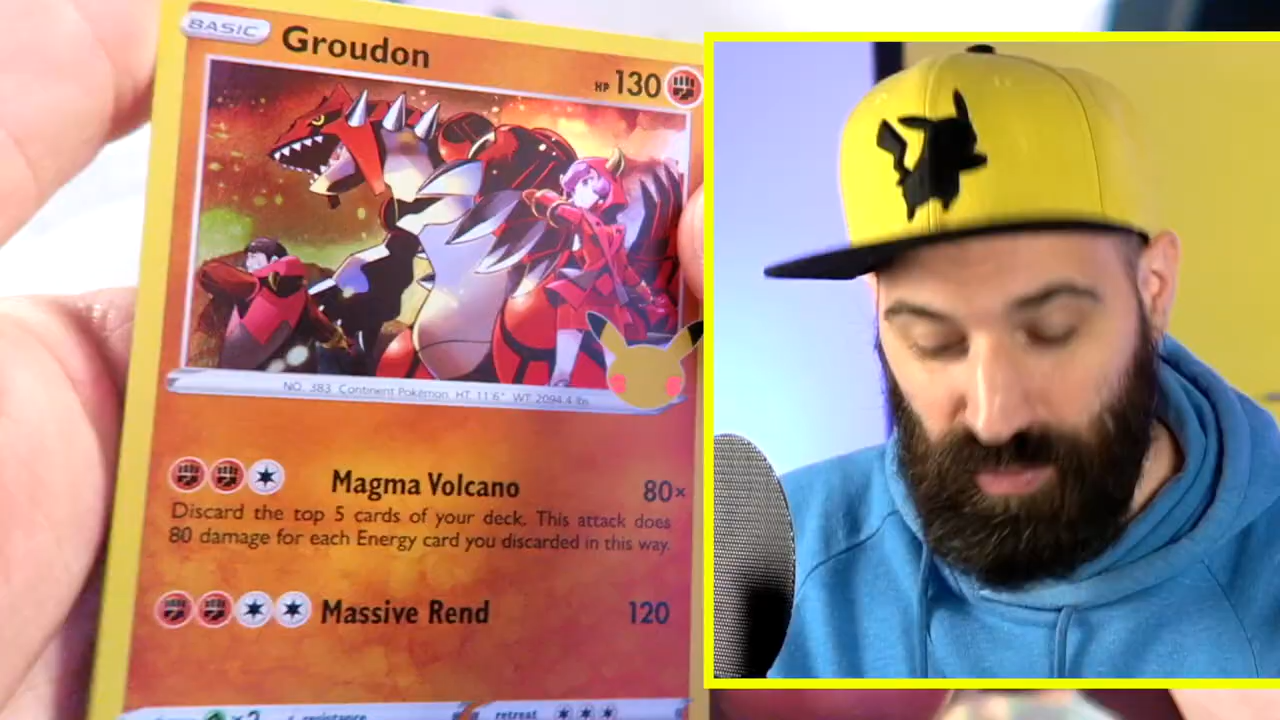 BASIC
Groudon
HP 130
NO. 383 Continent Pokémon HT. 11'6" WT. 2094.4 lbs
Magma Volcano 80×
Discard the top 5 cards of your deck. This attack does
80 damage for each Energy card you discarded in this way.
Massive Rend 120
×2 resistance retreat